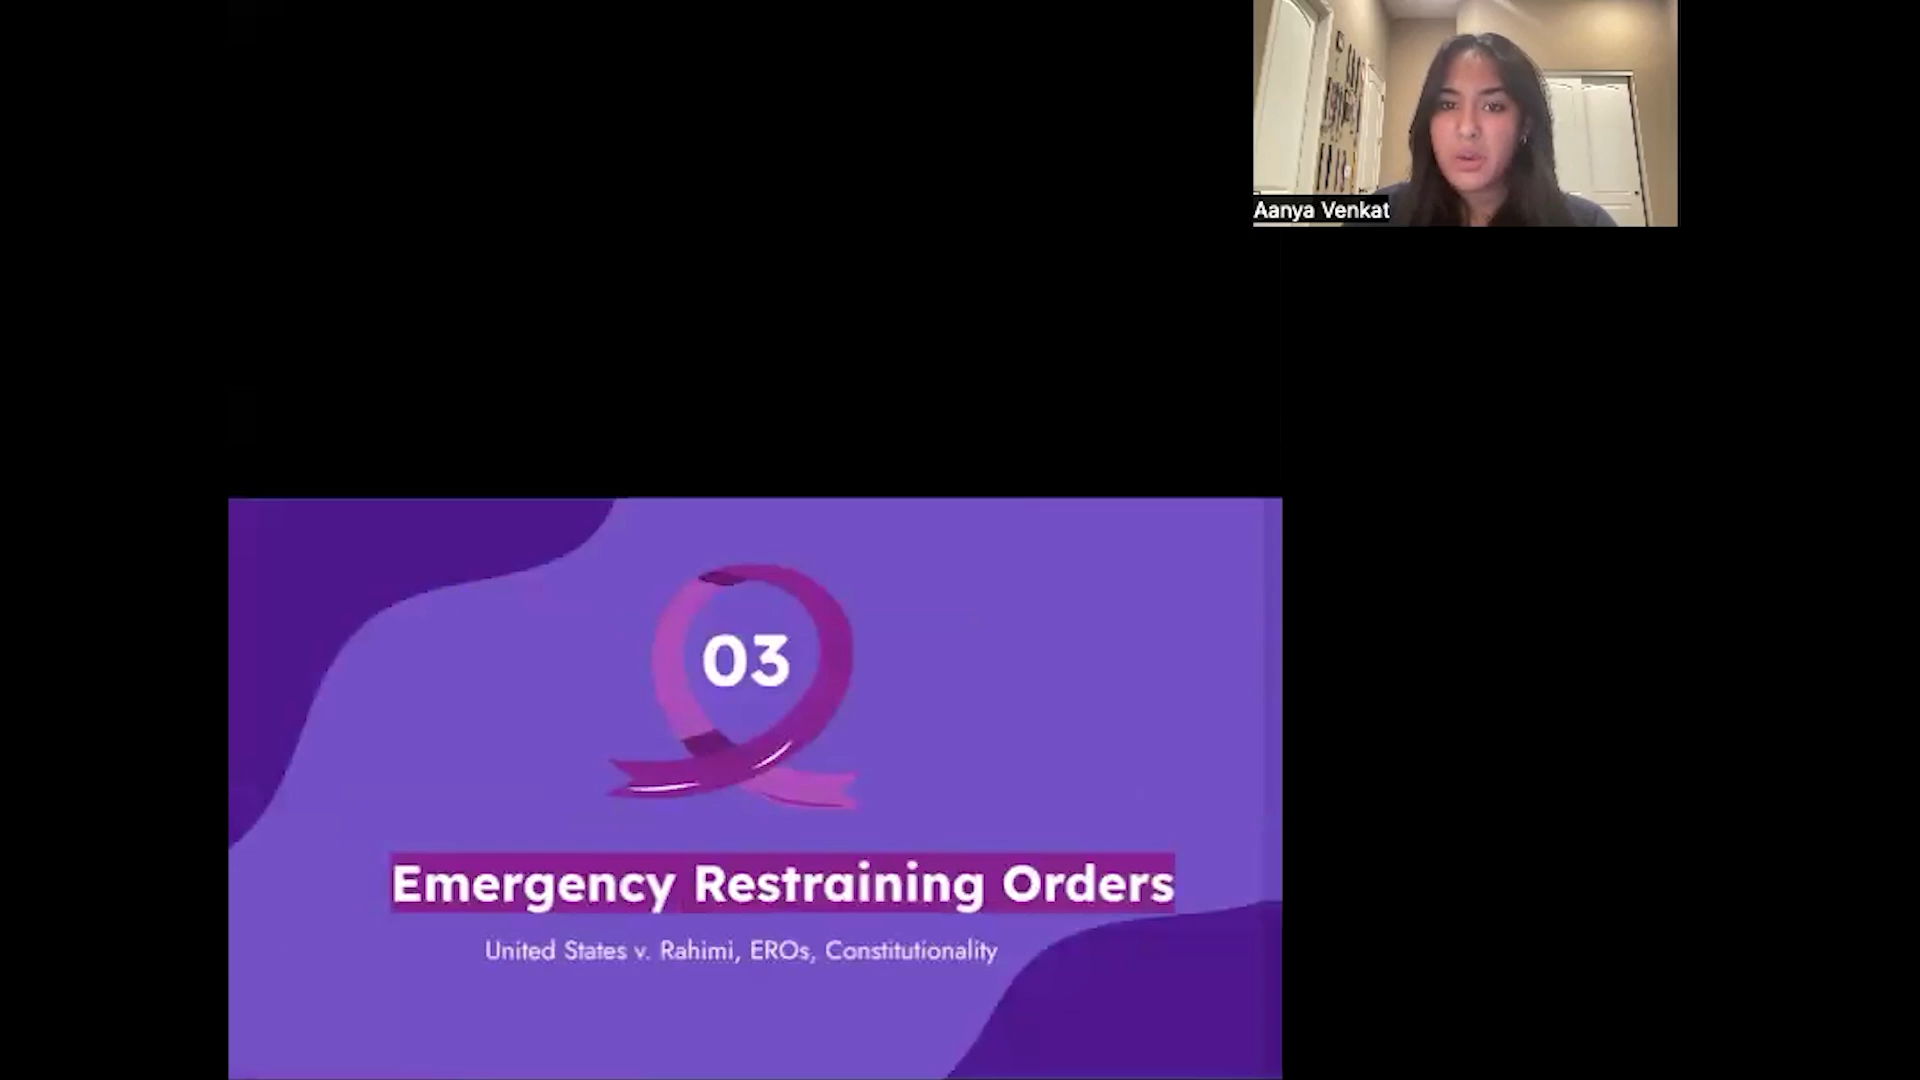 Aanya Venkat
03
Emergency Restraining Orders
United States v. Rahimi, EROs, Constitutionality